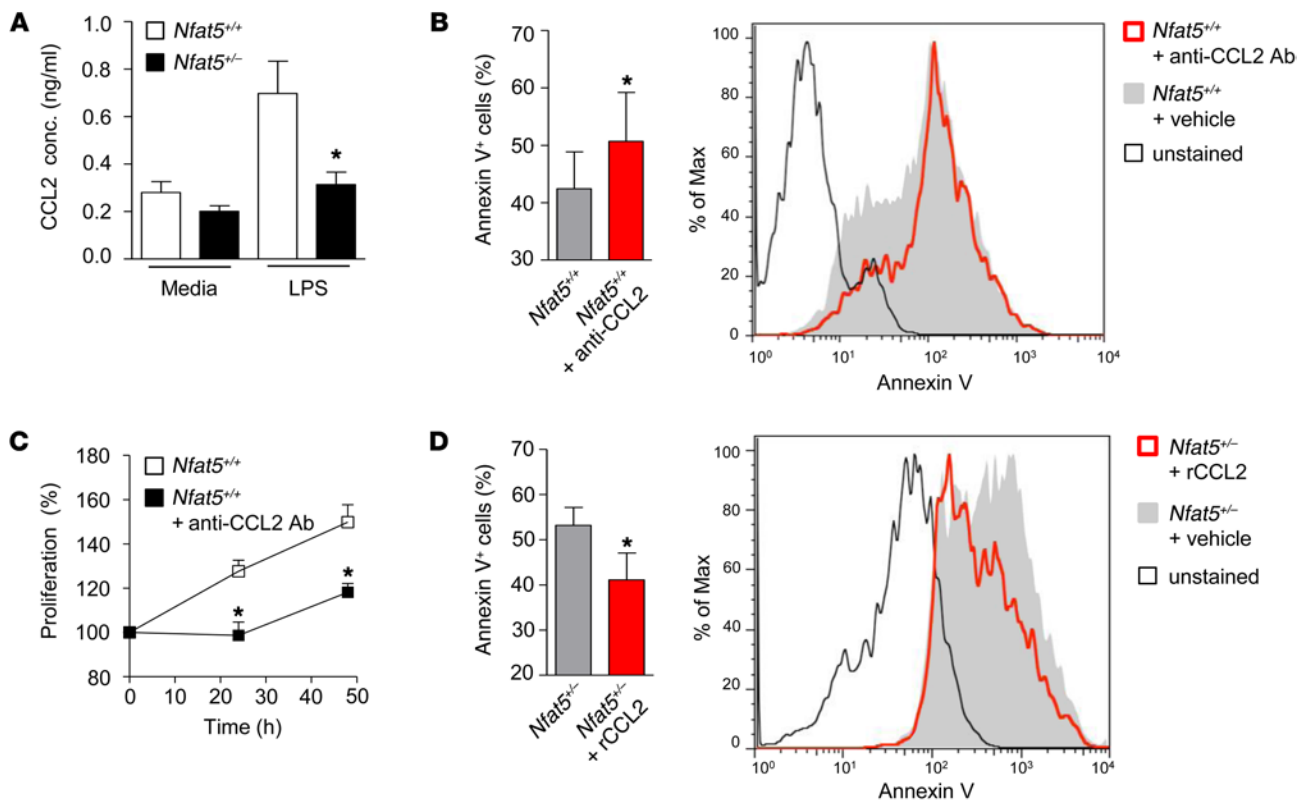 A
CCL2 conc. (ng/ml)
1.0
0.8
0.6
0.4
0.2
0.0
Nfat5+/+
Nfat5+/–
*
Media
LPS
B
Annexin V+ cells (%)
70
60
50
40
30
*
Nfat5+/+
Nfat5+/+
+ anti-CCL2
% of Max
100
80
60
40
20
0
10⁰
10¹
10²
10³
10⁴
Annexin V
Nfat5+/+
+ anti-CCL2 Ab
Nfat5+/+
+ vehicle
unstained
C
Proliferation (%)
180
160
140
120
100
80
Nfat5+/+
Nfat5+/+
+ anti-CCL2 Ab
*
*
0
10
20
30
40
50
Time (h)
D
Annexin V+ cells (%)
70
60
50
40
30
20
*
Nfat5+/–
Nfat5+/–
+ rCCL2
% of Max
100
80
60
40
20
0
10⁰
10¹
10²
10³
10⁴
Annexin V
Nfat5+/–
+ rCCL2
Nfat5+/–
+ vehicle
unstained